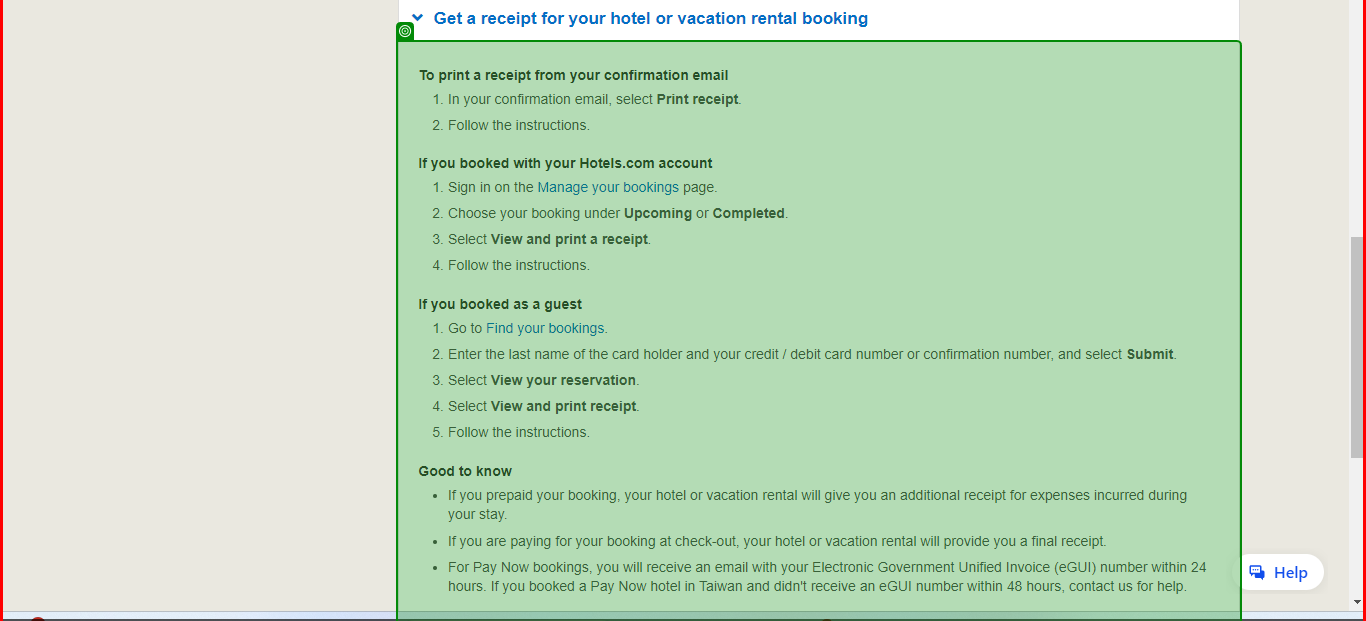 Get a receipt for your hotel or vacation rental booking
To print a receipt from your confirmation email
1. In your confirmation email, select Print receipt.
2. Follow the instructions.
If you booked with your Hotels.com account
1. Sign in on the Manage your bookings page.
2. Choose your booking under Upcoming or Completed.
3. Select View and print a receipt.
4. Follow the instructions.
If you booked as a guest
1. Go to Find your bookings.
2. Enter the last name of the card holder and your credit / debit card number or confirmation number, and select Submit.
3. Select View your reservation.
4. Select View and print receipt.
5. Follow the instructions.
Good to know
• If you prepaid your booking, your hotel or vacation rental will give you an additional receipt for expenses incurred during
your stay.
• If you are paying for your booking at check-out, your hotel or vacation rental will provide you a final receipt.
• For Pay Now bookings, you will receive an email with your Electronic Government Unified Invoice (eGUI) number within 24
hours. If you booked a Pay Now hotel in Taiwan and didn't receive an eGUI number within 48 hours, contact us for help.
Help